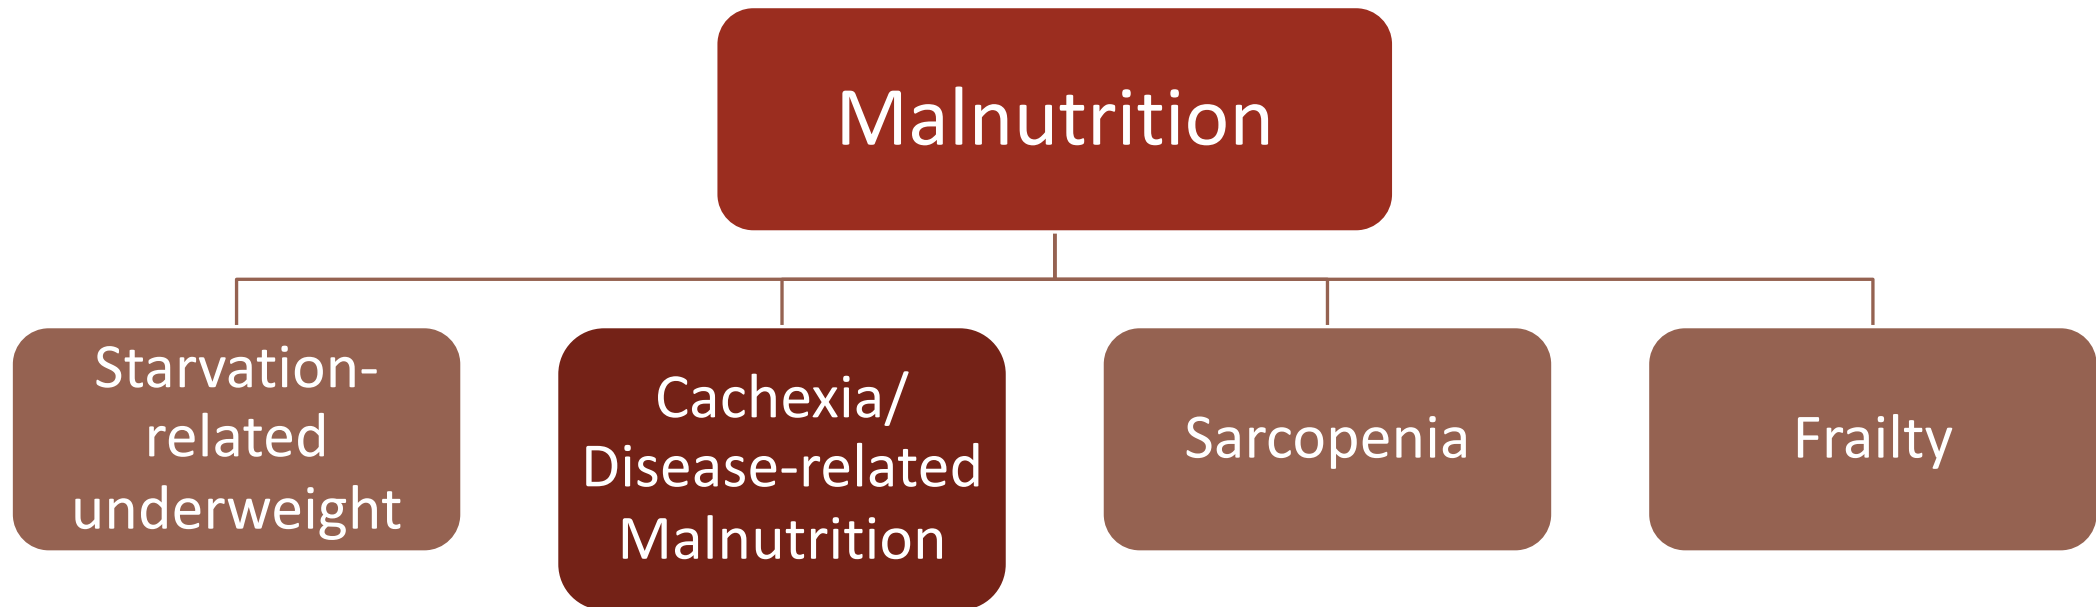 Malnutrition
Starvation-
related
underweight
Cachexia/
Disease-related
Malnutrition
Sarcopenia
Frailty